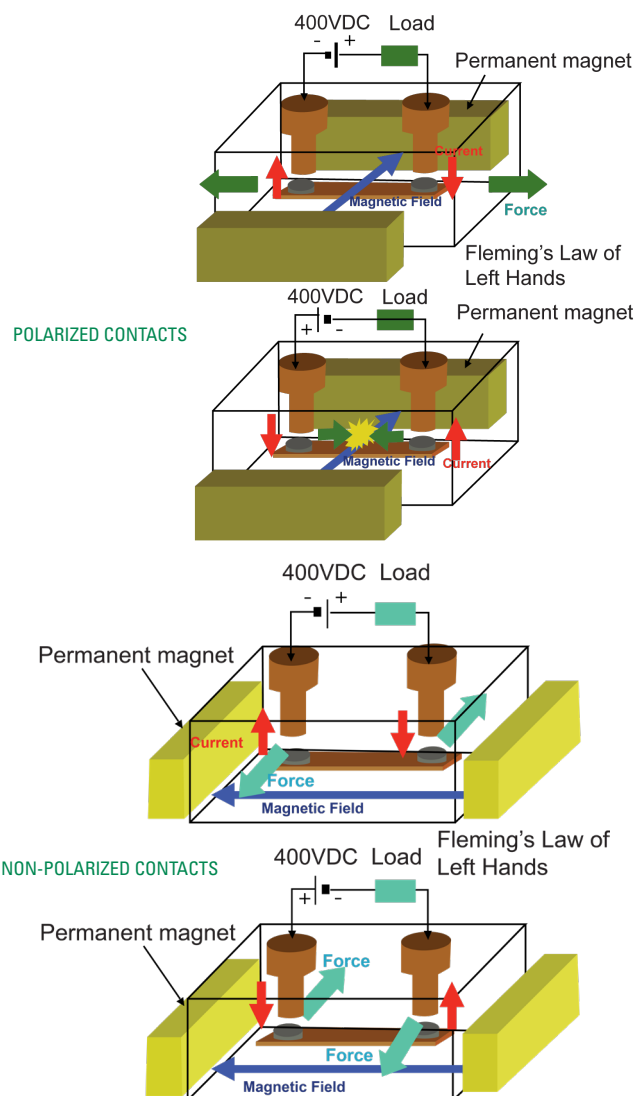 400VDC Load
- +
Permanent magnet
Current
Magnetic Field
Force
Fleming's Law of
Left Hands
400VDC Load
Permanent magnet
+ -
POLARIZED CONTACTS
Magnetic Field
Current
400VDC Load
- +
Permanent magnet
Current
Force
Magnetic Field
Fleming's Law of
Left Hands
400VDC Load
NON-POLARIZED CONTACTS
+ -
Permanent magnet
Force
Force
Magnetic Field